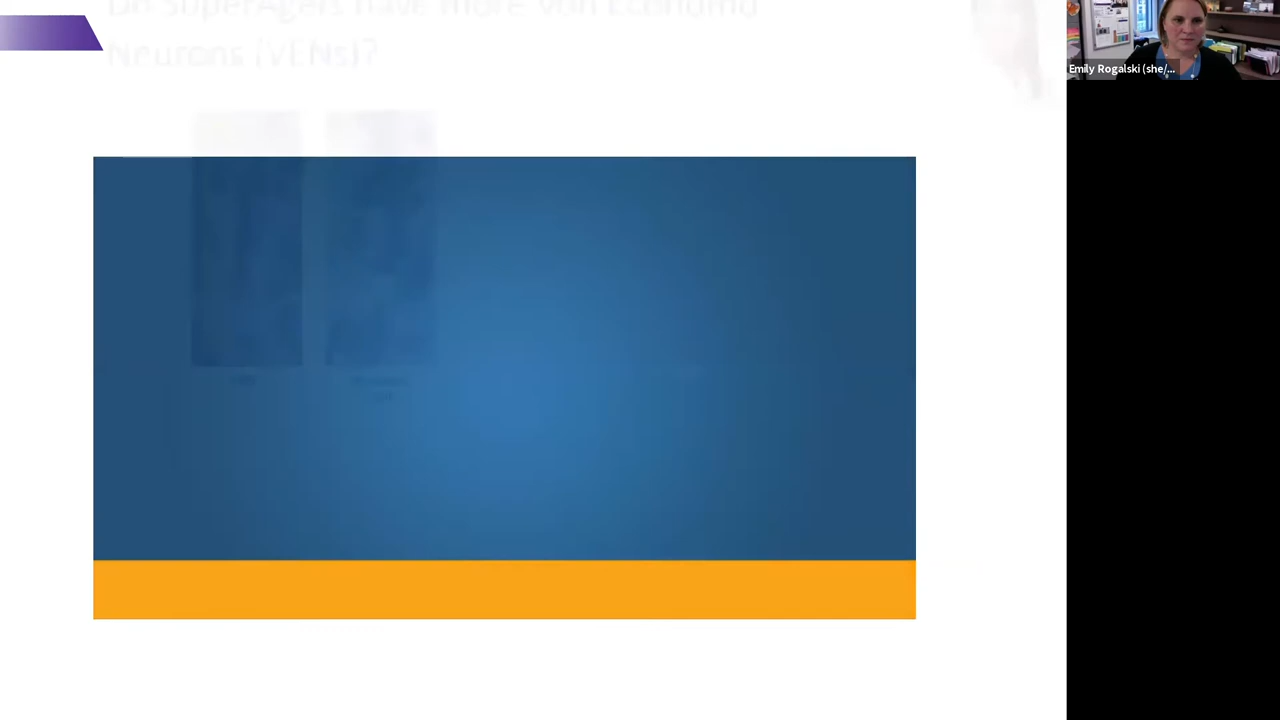 Do SuperAgers have more Von Economo
Neurons (VENs)?
Emily Rogalski (she/...